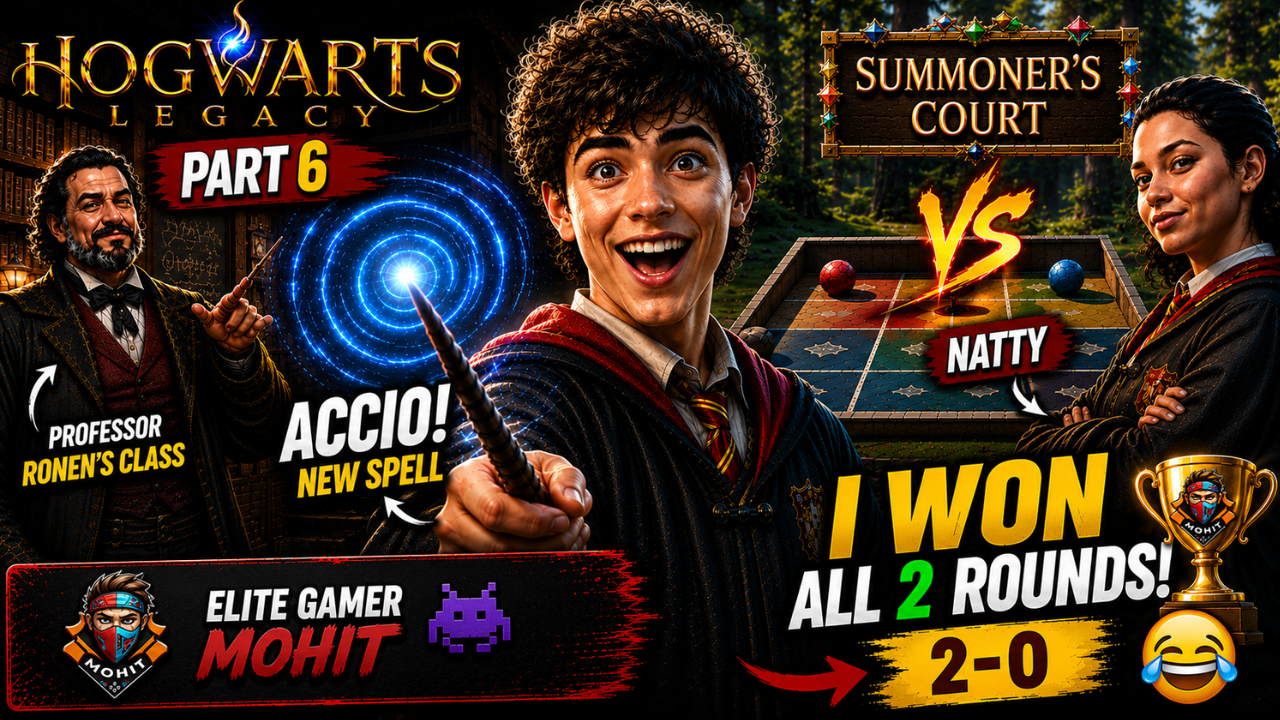 HOGWARTS
LEGACY
PART 6
PROFESSOR
RONEN'S CLASS
ACCIO!
NEW SPELL
SUMMONER'S
COURT
VS
NATTY
I WON
ALL 2 ROUNDS!
2-0
MOHIT
ELITE GAMER
MOHIT
MOHIT